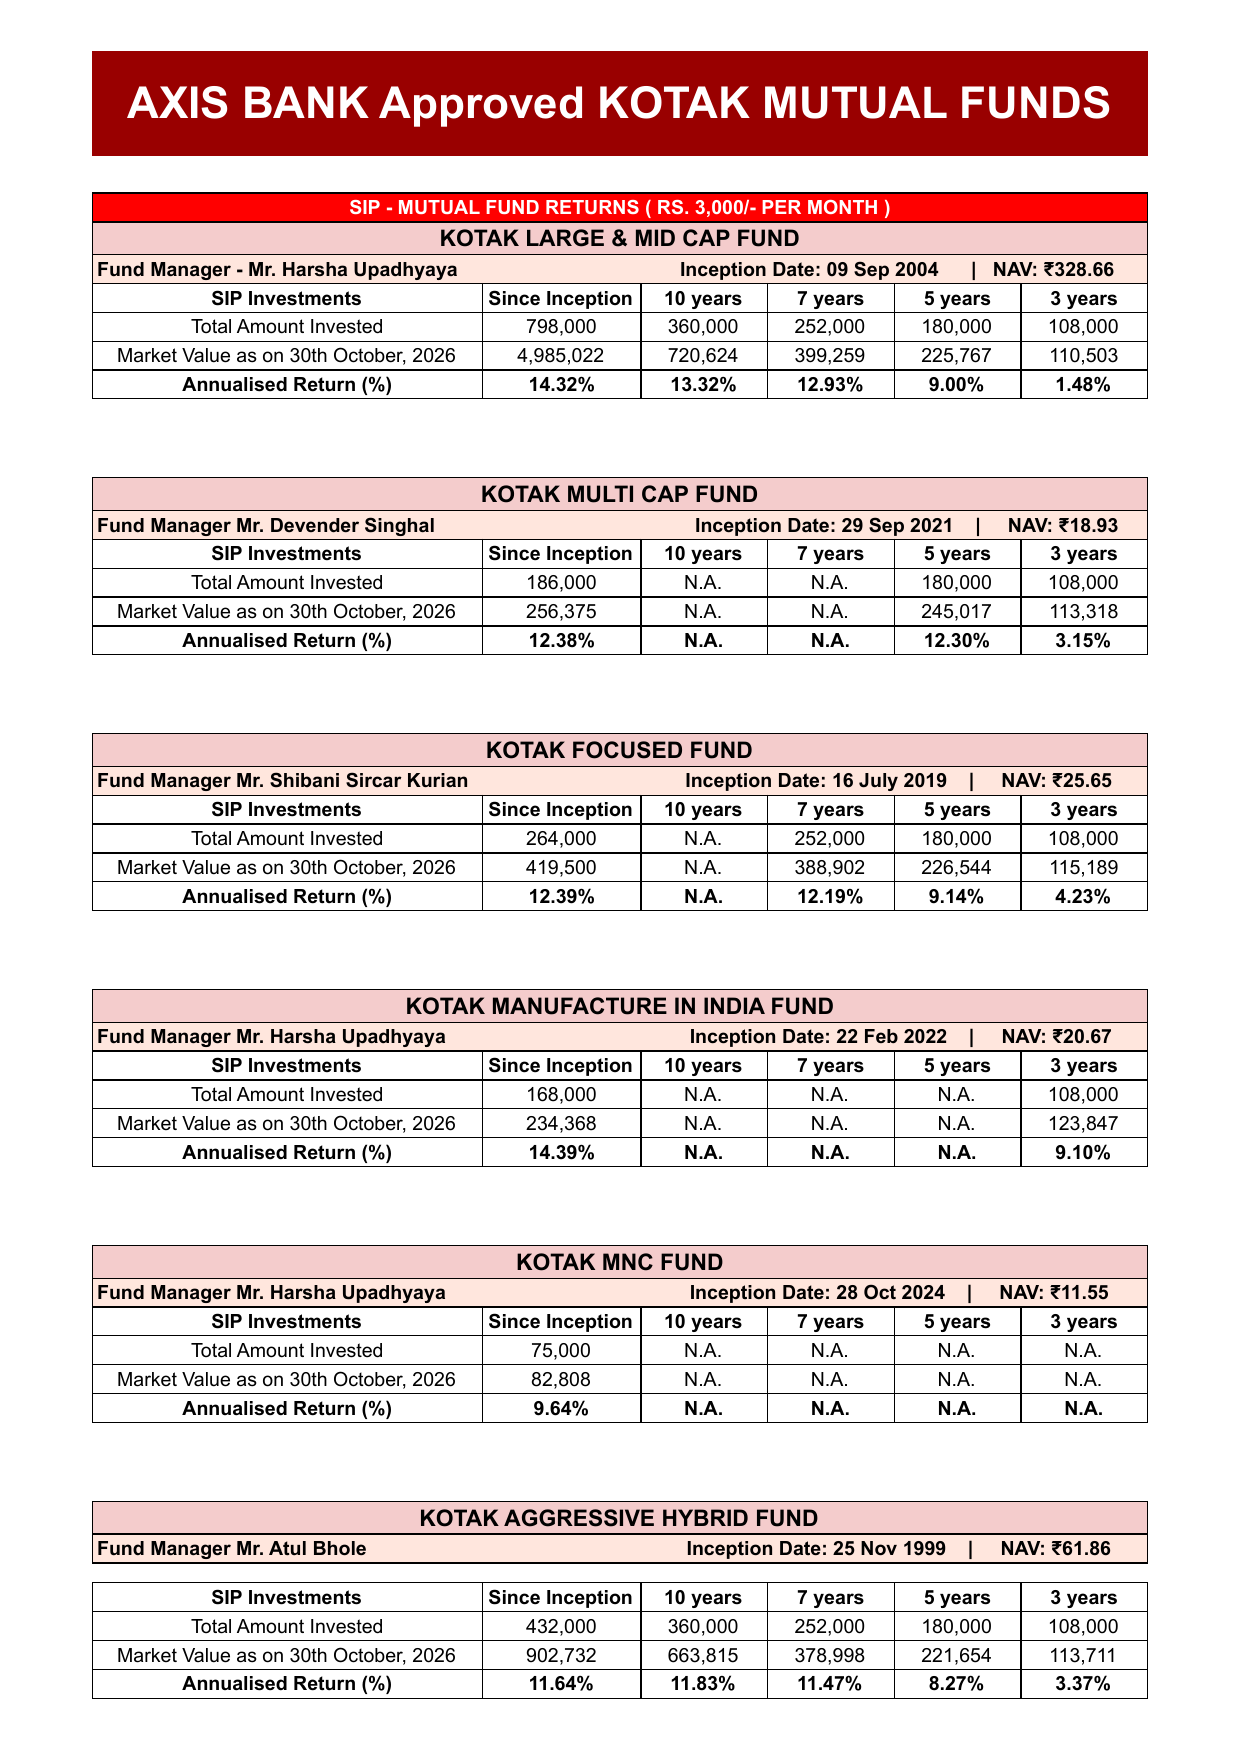 AXIS BANK Approved KOTAK MUTUAL FUNDS
SIP - MUTUAL FUND RETURNS ( RS. 3,000/- PER MONTH )
KOTAK LARGE & MID CAP FUND
Fund Manager - Mr. Harsha Upadhyaya Inception Date: 09 Sep 2004 | NAV: ₹328.66
SIP Investments Since Inception 10 years 7 years 5 years 3 years
Total Amount Invested 798,000 360,000 252,000 180,000 108,000
Market Value as on 30th October, 2026 4,985,022 720,624 399,259 225,767 110,503
Annualised Return (%) 14.32% 13.32% 12.93% 9.00% 1.48%
KOTAK MULTI CAP FUND
Fund Manager Mr. Devender Singhal Inception Date: 29 Sep 2021 | NAV: ₹18.93
SIP Investments Since Inception 10 years 7 years 5 years 3 years
Total Amount Invested 186,000 N.A. N.A. 180,000 108,000
Market Value as on 30th October, 2026 256,375 N.A. N.A. 245,017 113,318
Annualised Return (%) 12.38% N.A. N.A. 12.30% 3.15%
KOTAK FOCUSED FUND
Fund Manager Mr. Shibani Sircar Kurian Inception Date: 16 July 2019 | NAV: ₹25.65
SIP Investments Since Inception 10 years 7 years 5 years 3 years
Total Amount Invested 264,000 N.A. 252,000 180,000 108,000
Market Value as on 30th October, 2026 419,500 N.A. 388,902 226,544 115,189
Annualised Return (%) 12.39% N.A. 12.19% 9.14% 4.23%
KOTAK MANUFACTURE IN INDIA FUND
Fund Manager Mr. Harsha Upadhyaya Inception Date: 22 Feb 2022 | NAV: ₹20.67
SIP Investments Since Inception 10 years 7 years 5 years 3 years
Total Amount Invested 168,000 N.A. N.A. N.A. 108,000
Market Value as on 30th October, 2026 234,368 N.A. N.A. N.A. 123,847
Annualised Return (%) 14.39% N.A. N.A. N.A. 9.10%
KOTAK MNC FUND
Fund Manager Mr. Harsha Upadhyaya Inception Date: 28 Oct 2024 | NAV: ₹11.55
SIP Investments Since Inception 10 years 7 years 5 years 3 years
Total Amount Invested 75,000 N.A. N.A. N.A. N.A.
Market Value as on 30th October, 2026 82,808 N.A. N.A. N.A. N.A.
Annualised Return (%) 9.64% N.A. N.A. N.A. N.A.
KOTAK AGGRESSIVE HYBRID FUND
Fund Manager Mr. Atul Bhole Inception Date: 25 Nov 1999 | NAV: ₹61.86
SIP Investments Since Inception 10 years 7 years 5 years 3 years
Total Amount Invested 432,000 360,000 252,000 180,000 108,000
Market Value as on 30th October, 2026 902,732 663,815 378,998 221,654 113,711
Annualised Return (%) 11.64% 11.83% 11.47% 8.27% 3.37%